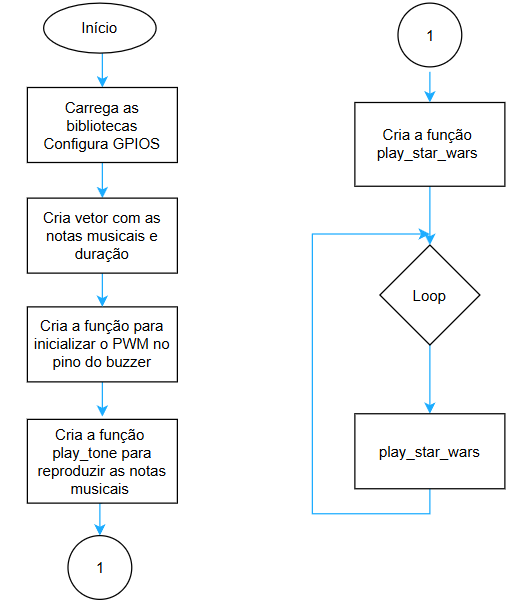 Início
Carrega as
bibliotecas
Configura GPIOS
Cria vetor com as
notas musicais e
duração
Cria a função para
inicializar o PWM no
pino do buzzer
Cria a função
play_tone para
reproduzir as notas
musicais
1
1
Cria a função
play_star_wars
Loop
play_star_wars